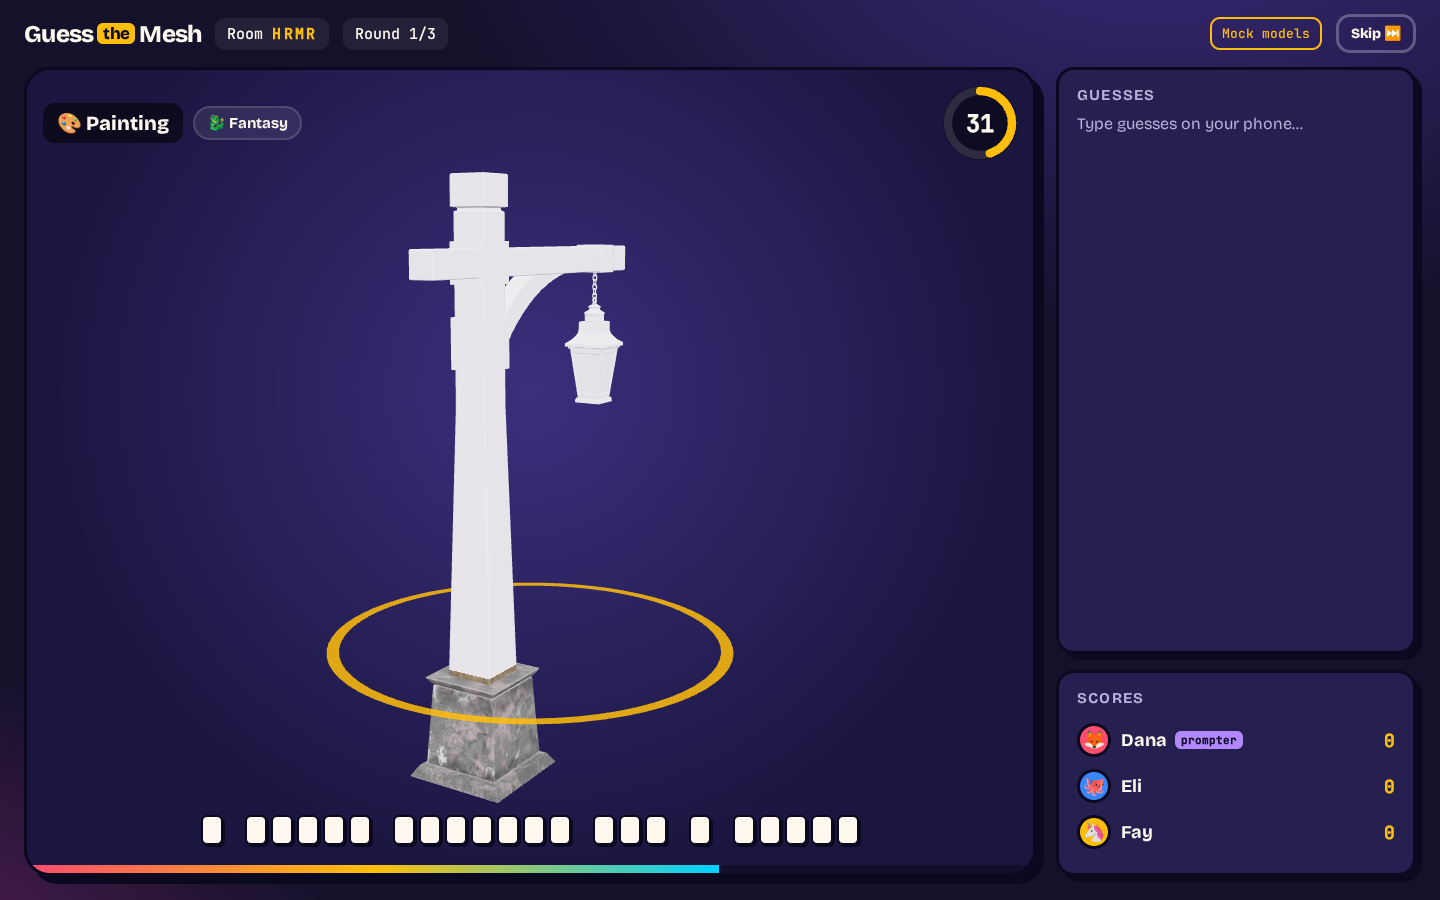 Guess the Mesh
Room HRMR
Round 1/3
Mock models
Skip ⏭
🎨 Painting
🐉 Fantasy
31
GUESSES
Type guesses on your phone...
SCORES
Dana prompter 0
Eli 0
Fay 0